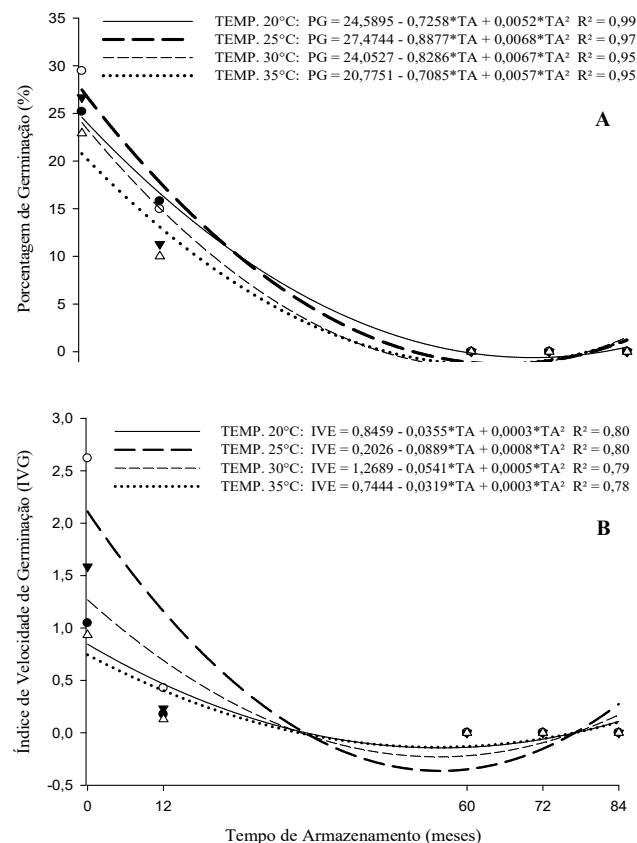 35
30
25
20
15
10
5
0
Porcentagem de Germinação (%)
TEMP. 20°C: PG = 24,5895 - 0,7258*TA + 0,0052*TA² R² = 0,99
TEMP. 25°C: PG = 27,4744 - 0,8877*TA + 0,0068*TA² R² = 0,97
TEMP. 30°C: PG = 24,0527 - 0,8286*TA + 0,0067*TA² R² = 0,95
TEMP. 35°C: PG = 20,7751 - 0,7085*TA + 0,0057*TA² R² = 0,95
A
3,0
2,5
2,0
1,5
1,0
0,5
0,0
-0,5
Índice de Velocidade de Germinação (IVG)
TEMP. 20°C: IVE = 0,8459 - 0,0355*TA + 0,0003*TA² R² = 0,80
TEMP. 25°C: IVE = 0,2026 - 0,0889*TA + 0,0008*TA² R² = 0,80
TEMP. 30°C: IVE = 1,2689 - 0,0541*TA + 0,0005*TA² R² = 0,79
TEMP. 35°C: IVE = 0,7444 - 0,0319*TA + 0,0003*TA² R² = 0,78
B
0 12 60 72 84
Tempo de Armazenamento (meses)